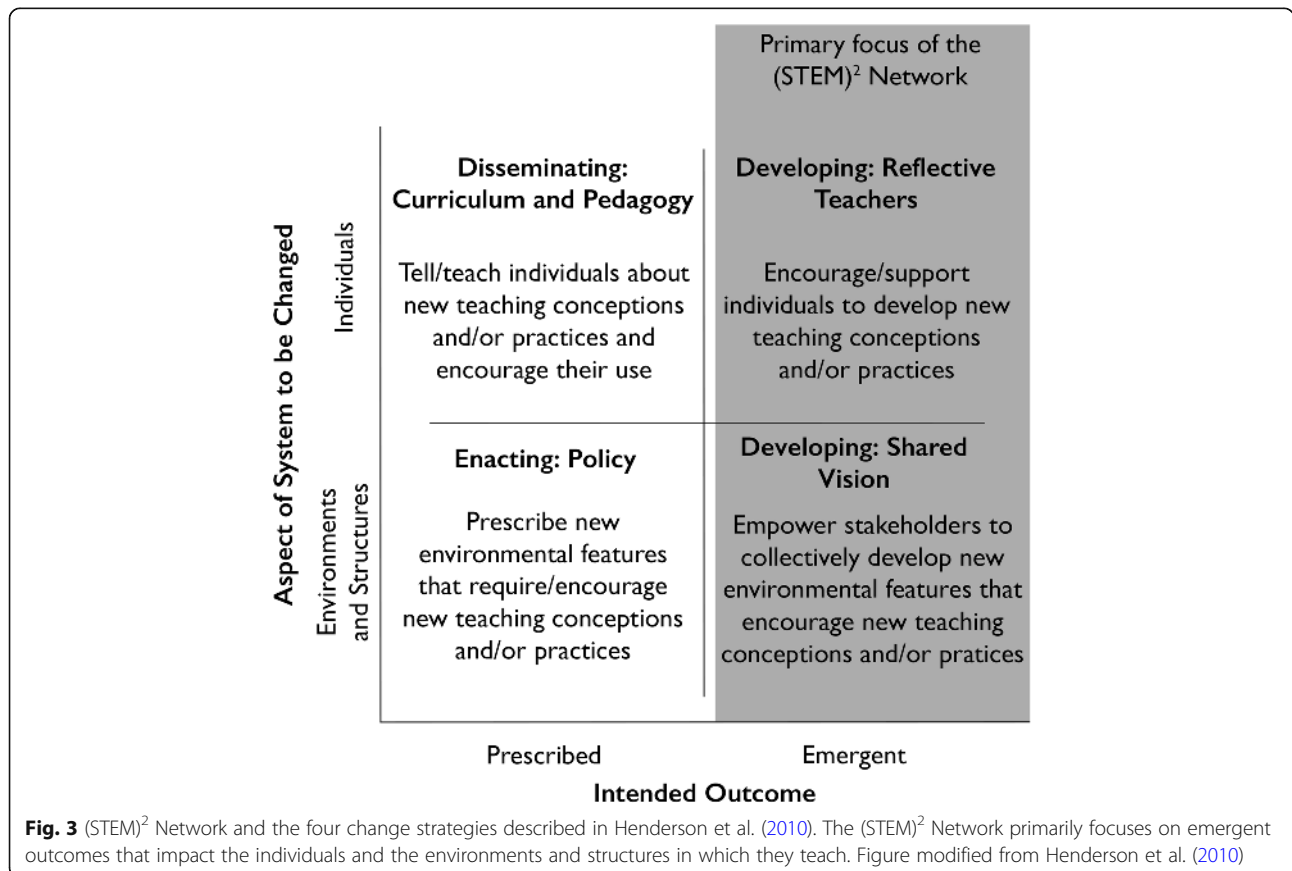 Primary focus of the
(STEM)² Network
Disseminating:
Curriculum and Pedagogy
Tell/teach individuals about
new teaching conceptions
and/or practices and
encourage their use
Developing: Reflective
Teachers
Encourage/support
individuals to develop new
teaching conceptions
and/or practices
Aspect of System to be Changed
Individuals
Environments
and Structures
Enacting: Policy
Prescribe new
environmental features
that require/encourage
new teaching conceptions
and/or practices
Developing: Shared
Vision
Empower stakeholders to
collectively develop new
environmental features that
encourage new teaching
conceptions and/or pratices
Prescribed
Emergent
Intended Outcome
Fig. 3 (STEM)² Network and the four change strategies described in Henderson et al. (2010). The (STEM)² Network primarily focuses on emergent
outcomes that impact the individuals and the environments and structures in which they teach. Figure modified from Henderson et al. (2010)